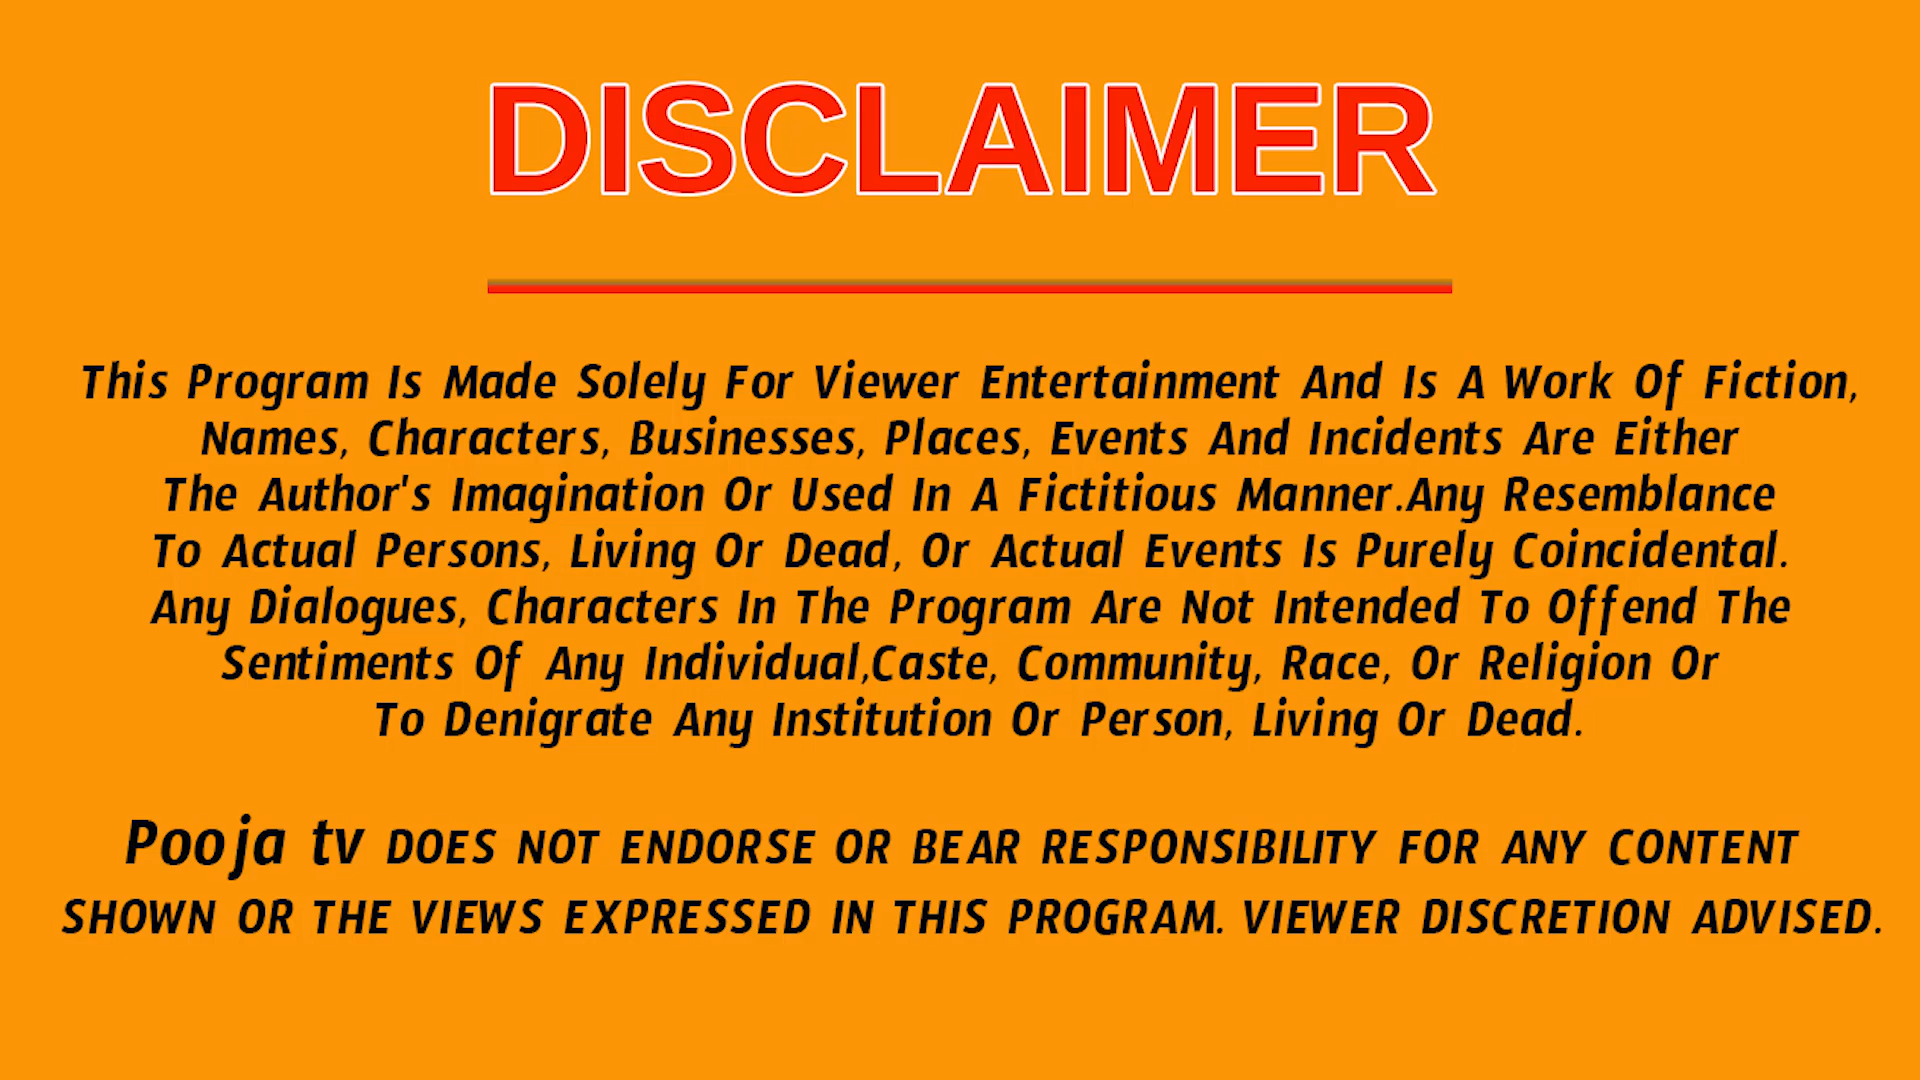 DISCLAIMER
This Program Is Made Solely For Viewer Entertainment And Is A Work Of Fiction,
Names, Characters, Businesses, Places, Events And Incidents Are Either
The Author's Imagination Or Used In A Fictitious Manner.Any Resemblance
To Actual Persons, Living Or Dead, Or Actual Events Is Purely Coincidental.
Any Dialogues, Characters In The Program Are Not Intended To Offend The
Sentiments Of Any Individual,Caste, Community, Race, Or Religion Or
To Denigrate Any Institution Or Person, Living Or Dead.
Pooja tv DOES NOT ENDORSE OR BEAR RESPONSIBILITY FOR ANY CONTENT
SHOWN OR THE VIEWS EXPRESSED IN THIS PROGRAM. VIEWER DISCRETION ADVISED.